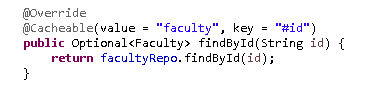 @Override
@Cacheable(value = "faculty", key = "#id")
public Optional<Faculty> findById(String id) {
    return facultyRepo.findById(id);
}